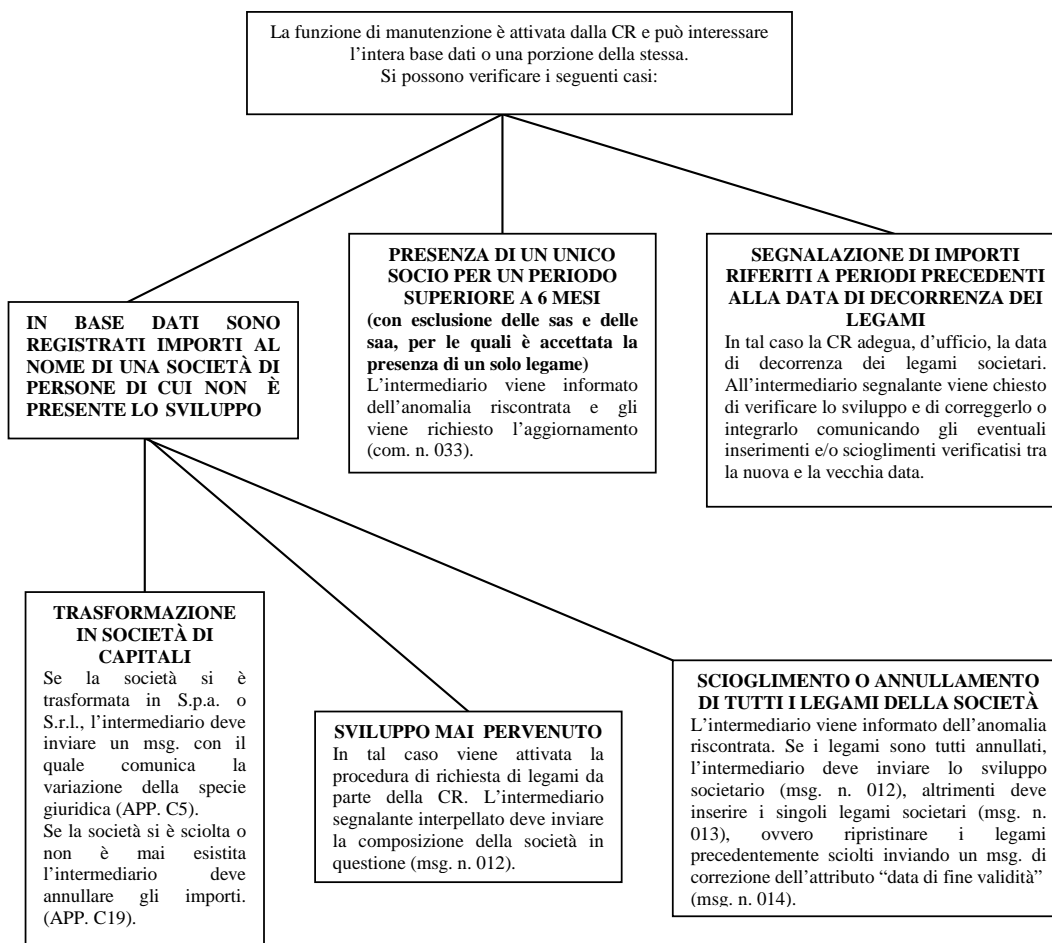 La funzione di manutenzione è attivata dalla CR e può interessare
l'intera base dati o una porzione della stessa.
Si possono verificare i seguenti casi:
IN BASE DATI SONO
REGISTRATI IMPORTI AL
NOME DI UNA SOCIETÀ DI
PERSONE DI CUI NON È
PRESENTE LO SVILUPPO
PRESENZA DI UN UNICO
SOCIO PER UN PERIODO
SUPERIORE A 6 MESI
(con esclusione delle sas e delle
saa, per le quali è accettata la
presenza di un solo legame)
L'intermediario viene informato
dell'anomalia riscontrata e gli
viene richiesto l'aggiornamento
(com. n. 033).
SEGNALAZIONE DI IMPORTI
RIFERITI A PERIODI PRECEDENTI
ALLA DATA DI DECORRENZA DEI
LEGAMI
In tal caso la CR adegua, d'ufficio, la data
di decorrenza dei legami societari.
All'intermediario segnalante viene chiesto
di verificare lo sviluppo e di correggerlo o
integrarlo comunicando gli eventuali
inserimenti e/o scioglimenti verificatisi tra
la nuova e la vecchia data.
TRASFORMAZIONE
IN SOCIETÀ DI
CAPITALI
Se la società si è
trasformata in S.p.a. o
S.r.l., l'intermediario deve
inviare un msg. con il
quale comunica la
variazione della specie
giuridica (APP. C5).
Se la società si è sciolta o
non è mai esistita
l'intermediario deve
annullare gli importi.
(APP. C19).
SVILUPPO MAI PERVENUTO
In tal caso viene attivata la
procedura di richiesta di legami da
parte della CR. L'intermediario
segnalante interpellato deve inviare
la composizione della società in
questione (msg. n. 012).
SCIOGLIMENTO O ANNULLAMENTO
DI TUTTI I LEGAMI DELLA SOCIETÀ
L'intermediario viene informato dell'anomalia
riscontrata. Se i legami sono tutti annullati,
l'intermediario deve inviare lo sviluppo
societario (msg. n. 012), altrimenti deve
inserire i singoli legami societari (msg. n.
013), ovvero ripristinare i legami
precedentemente sciolti inviando un msg. di
correzione dell'attributo "data di fine validità"
(msg. n. 014).